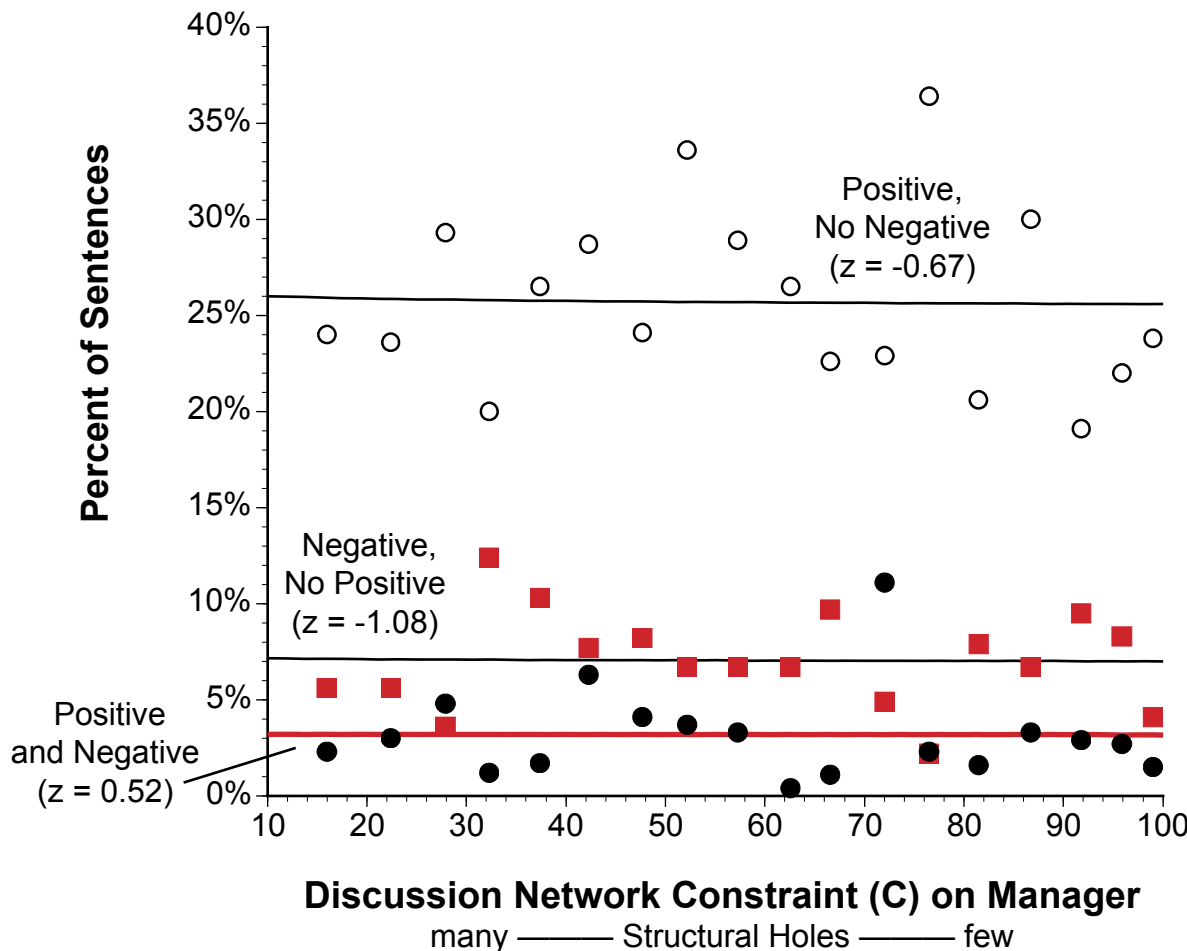 40%
35%
30%
25%
20%
15%
10%
5%
0%
Percent of Sentences
Positive,
No Negative
(z = -0.67)
Negative,
No Positive
(z = -1.08)
Positive
and Negative
(z = 0.52)
10 20 30 40 50 60 70 80 90 100
Discussion Network Constraint (C) on Manager
many ——— Structural Holes ——— few